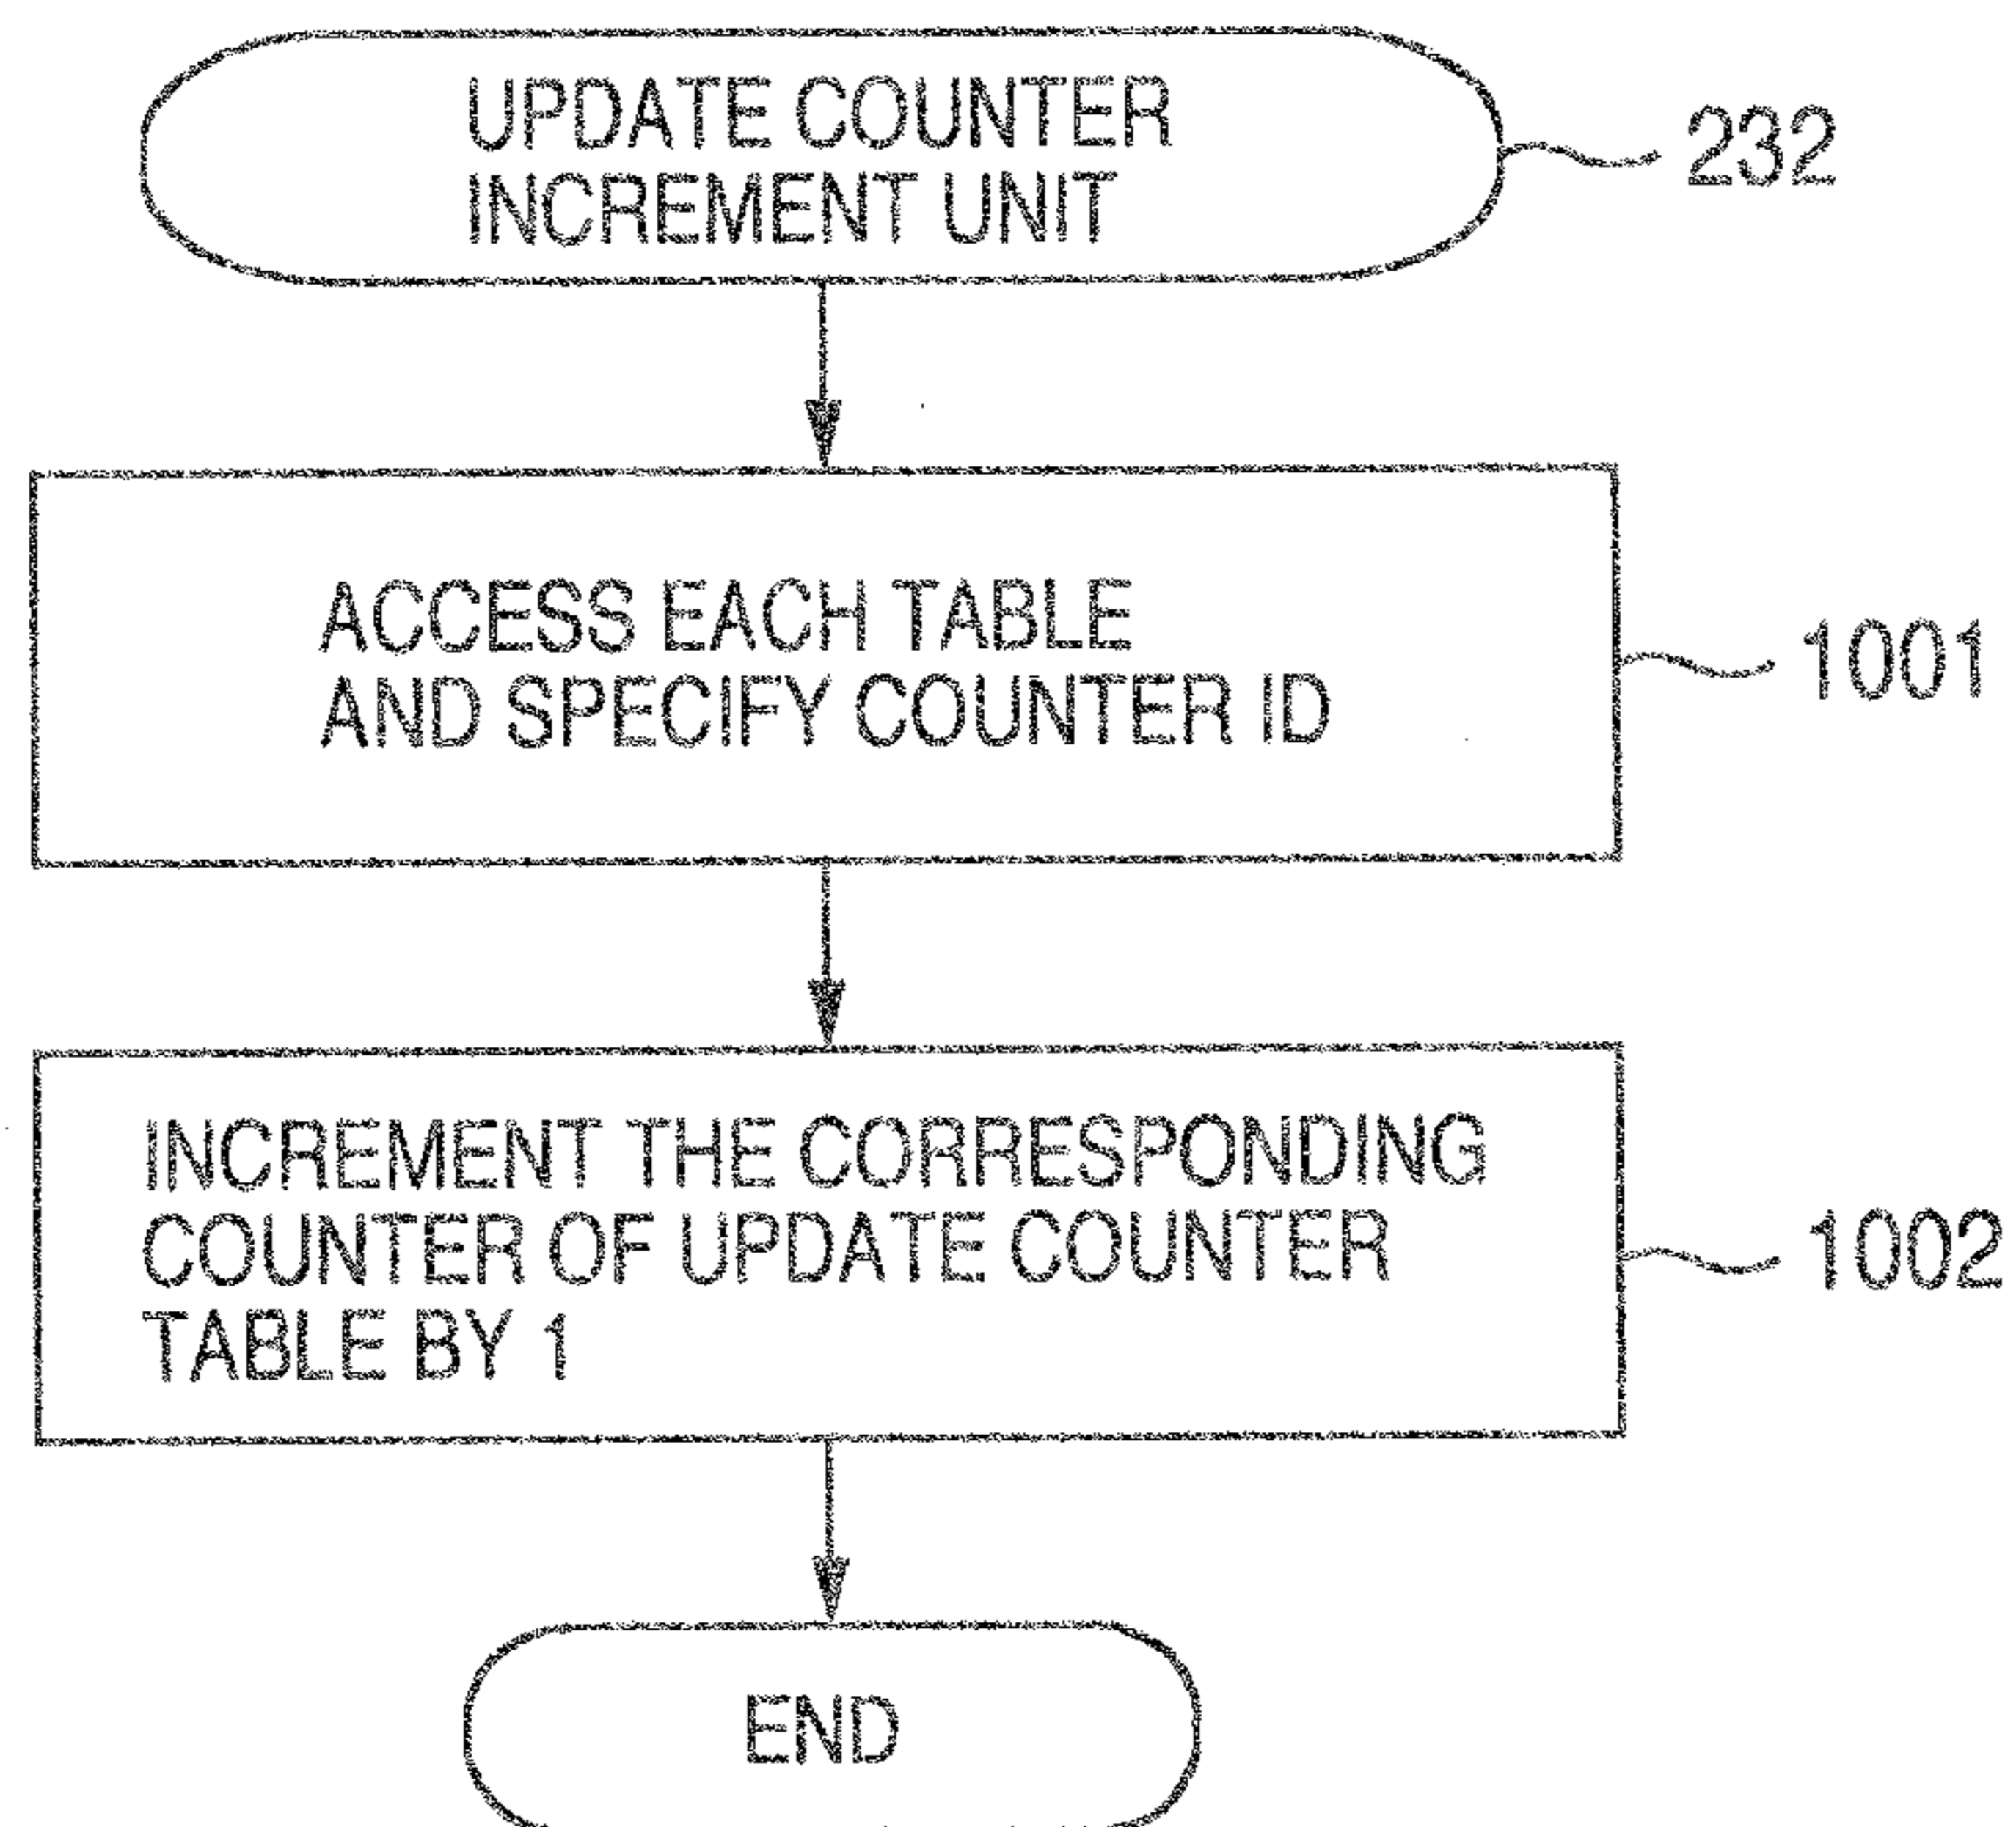 UPDATE COUNTER
INCREMENT UNIT
232
ACCESS EACH TABLE
AND SPECIFY COUNTER ID
1001
INCREMENT THE CORRESPONDING
COUNTER OF UPDATE COUNTER
TABLE BY 1
1002
END